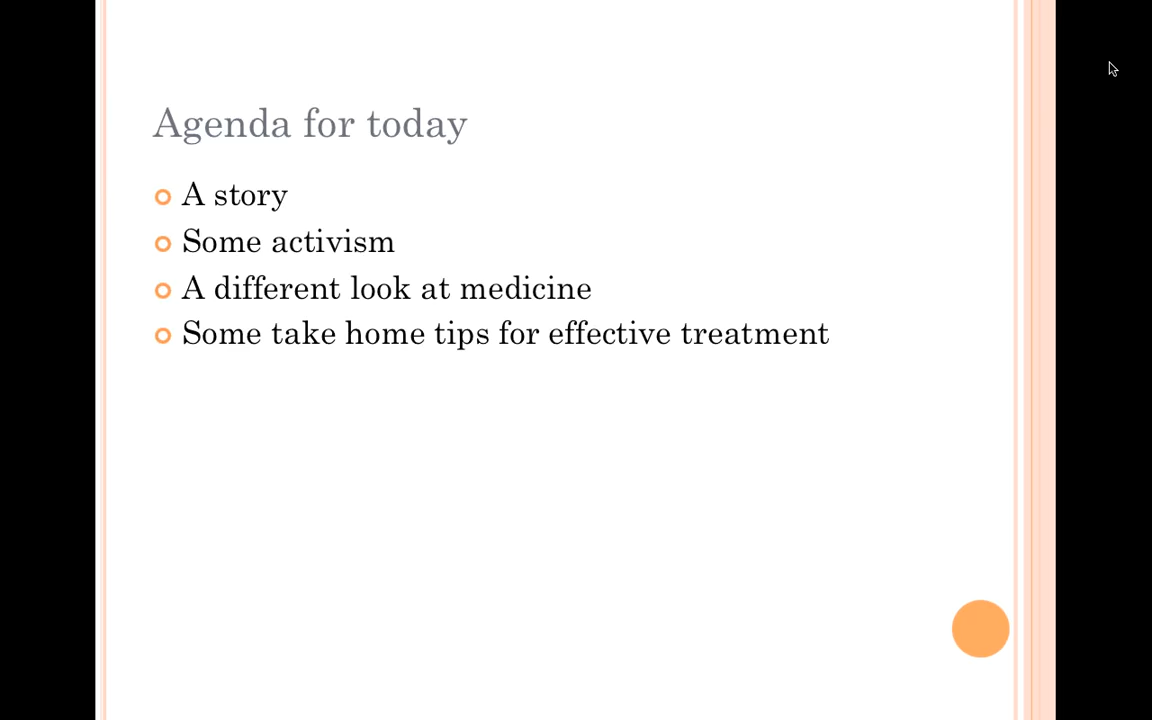 Agenda for today
A story
Some activism
A different look at medicine
Some take home tips for effective treatment